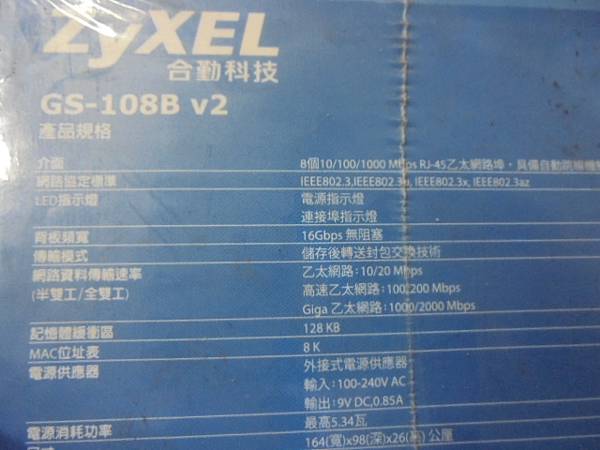 ZyXEL
合勤科技
GS-108B v2
產品規格
介面 8個10/100/1000 Mbps RJ-45乙太網路埠，具備自動跳線機
網路協定標準 IEEE802.3,IEEE802.3u, IEEE802.3x, IEEE802.3az
LED指示燈 電源指示燈
連接埠指示燈
背板頻寬 16Gbps 無阻塞
傳輸模式 儲存後轉送封包交換技術
網路資料傳輸速率 乙太網路：10/20 Mbps
(半雙工/全雙工) 高速乙太網路：100/200 Mbps
Giga 乙太網路：1000/2000 Mbps
記憶體緩衝區 128 KB
MAC位址表 8 K
電源供應器 外接式電源供應器
輸入：100-240V AC
輸出：9V DC,0.85A
電源消耗功率 最高5.34瓦
164(寬)x98(深)x26(高) 公厘